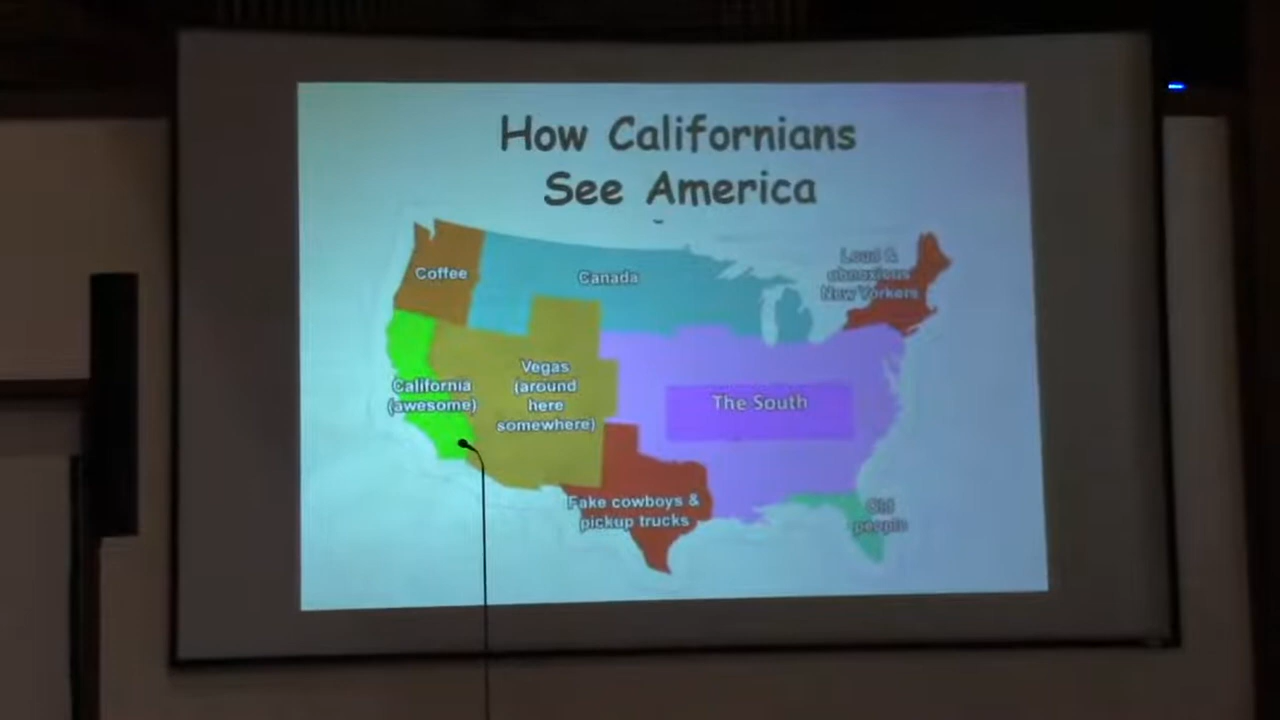 How Californians
See America
Coffee
Canada
Loud &
obnoxious
New Yorkers
Vegas
(around
here
somewhere)
California
(awesome)
The South
Fake cowboys &
pickup trucks
Old
people